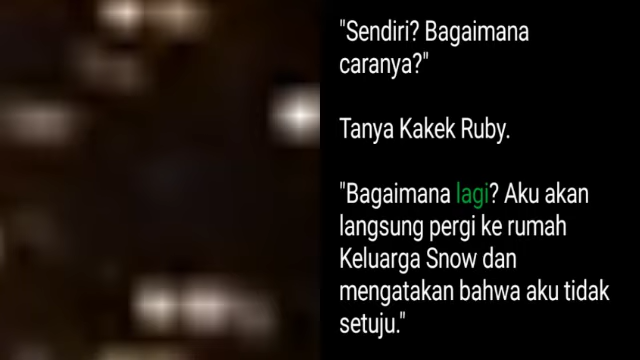 "Sendiri? Bagaimana
caranya?"
Tanya Kakek Ruby.
"Bagaimana lagi? Aku akan
langsung pergi ke rumah
Keluarga Snow dan
mengatakan bahwa aku tidak
setuju."